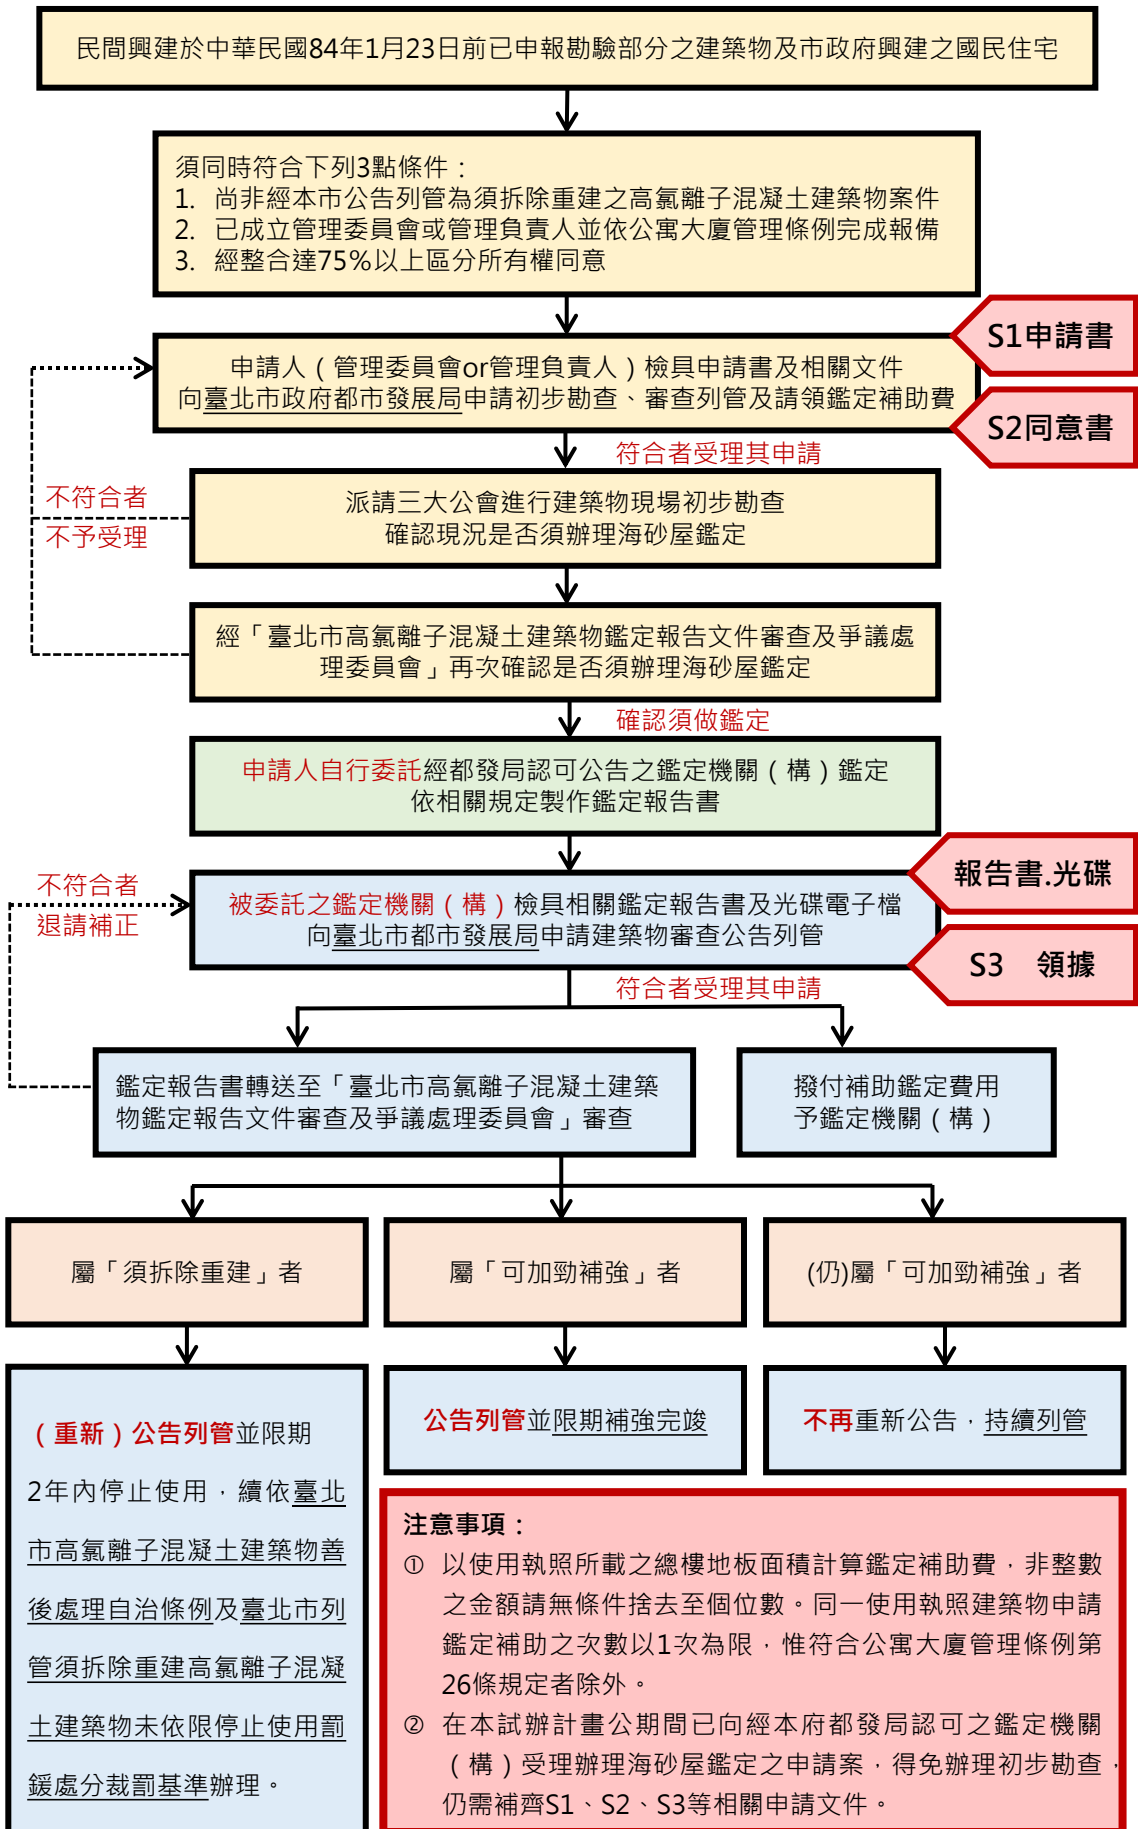 民間興建於中華民國84年1月23日前已申報勘驗部分之建築物及市政府興建之國民住宅
須同時符合下列3點條件：
1. 尚非經本市公告列管為須拆除重建之高氯離子混凝土建築物案件
2. 已成立管理委員會或管理負責人並依公寓大廈管理條例完成報備
3. 經整合達75%以上區分所有權同意
S1申請書
申請人（管理委員會or管理負責人）檢具申請書及相關文件
向臺北市政府都市發展局申請初步勘查、審查列管及請領鑑定補助費
S2同意書
符合者受理其申請
不符合者
不予受理
派請三大公會進行建築物現場初步勘查
確認現況是否須辦理海砂屋鑑定
經「臺北市高氯離子混凝土建築物鑑定報告文件審查及爭議處
理委員會」再次確認是否須辦理海砂屋鑑定
確認須做鑑定
申請人自行委託經都發局認可公告之鑑定機關（構）鑑定
依相關規定製作鑑定報告書
報告書.光碟
不符合者
退請補正
被委託之鑑定機關（構）檢具相關鑑定報告書及光碟電子檔
向臺北市都市發展局申請建築物審查公告列管
S3　領據
符合者受理其申請
鑑定報告書轉送至「臺北市高氯離子混凝土建築
物鑑定報告文件審查及爭議處理委員會」審查
撥付補助鑑定費用
予鑑定機關（構）
屬「須拆除重建」者
屬「可加勁補強」者
(仍)屬「可加勁補強」者
（重新）公告列管並限期
2年內停止使用，續依臺北
市高氯離子混凝土建築物善
後處理自治條例及臺北市列
管須拆除重建高氯離子混凝
土建築物未依限停止使用罰
鍰處分裁罰基準辦理。
公告列管並限期補強完竣
不再重新公告，持續列管
注意事項：
① 以使用執照所載之總樓地板面積計算鑑定補助費，非整數
之金額請無條件捨去至個位數。同一使用執照建築物申請
鑑定補助之次數以1次為限，惟符合公寓大廈管理條例第
26條規定者除外。
② 在本試辦計畫公期間已向經本府都發局認可之鑑定機關
（構）受理辦理海砂屋鑑定之申請案，得免辦理初步勘查，
仍需補齊S1、S2、S3等相關申請文件。